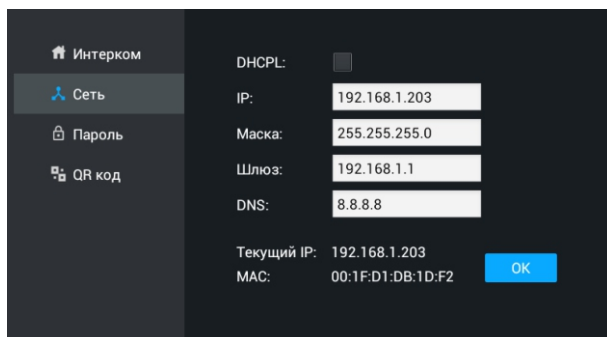 Интерком
Сеть
Пароль
QR код
DHCPL:
IP: 192.168.1.203
Маска: 255.255.255.0
Шлюз: 192.168.1.1
DNS: 8.8.8.8
Текущий IP: 192.168.1.203
MAC: 00:1F:D1:DB:1D:F2
OK